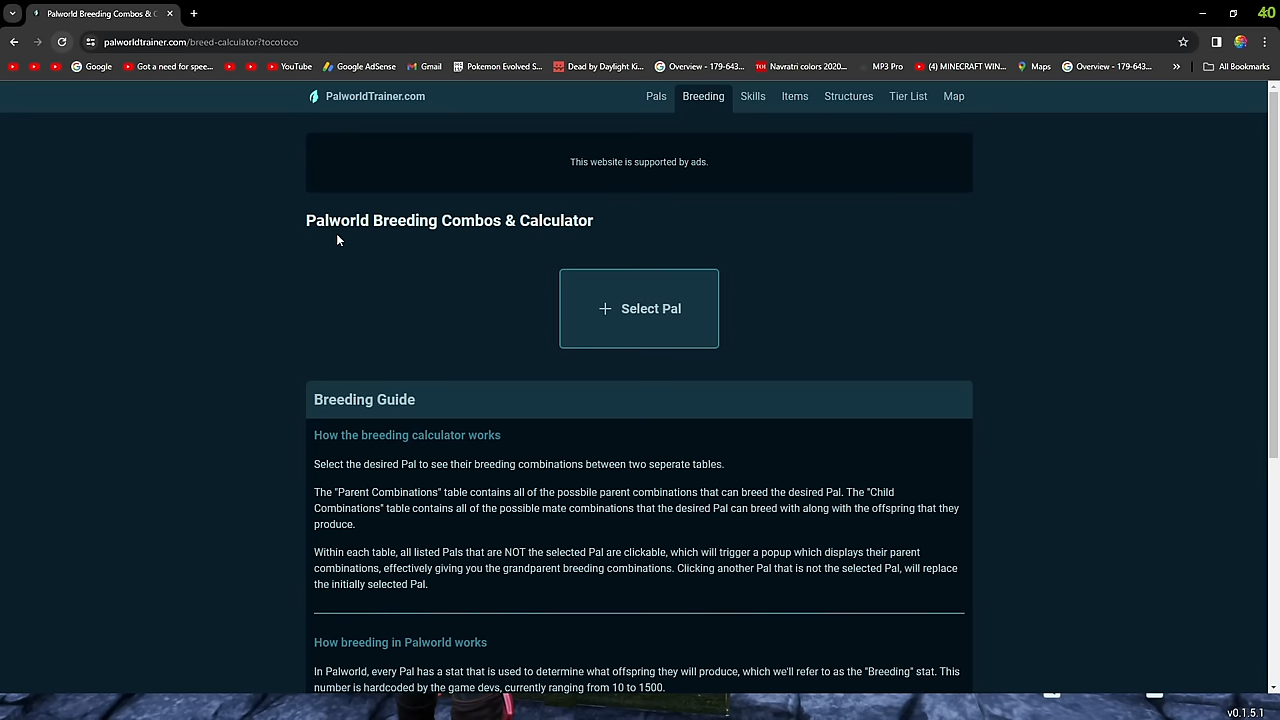 Palworld Breeding Combos & C
40
palworldtrainer.com/breed-calculator?tocotoco
Google
Got a need for spee...
YouTube
Google AdSense
Gmail
Pokemon Evolved S...
Dead by Daylight Ki...
Overview - 179-643...
Navratri colors 2020...
MP3 Pro
(4) MINECRAFT WIN...
Maps
Overview - 179-643...
All Bookmarks
PalworldTrainer.com
Pals
Breeding
Skills
Items
Structures
Tier List
Map
This website is supported by ads.
Palworld Breeding Combos & Calculator
Select Pal
Breeding Guide
How the breeding calculator works
Select the desired Pal to see their breeding combinations between two seperate tables.
The "Parent Combinations" table contains all of the possbile parent combinations that can breed the desired Pal. The "Child
Combinations" table contains all of the possible mate combinations that the desired Pal can breed with along with the offspring that they
produce.
Within each table, all listed Pals that are NOT the selected Pal are clickable, which will trigger a popup which displays their parent
combinations, effectively giving you the grandparent breeding combinations. Clicking another Pal that is not the selected Pal, will replace
the initially selected Pal.
How breeding in Palworld works
In Palworld, every Pal has a stat that is used to determine what offspring they will produce, which we'll refer to as the "Breeding" stat. This
number is hardcoded by the game devs, currently ranging from 10 to 1500.
v0.1.5.1